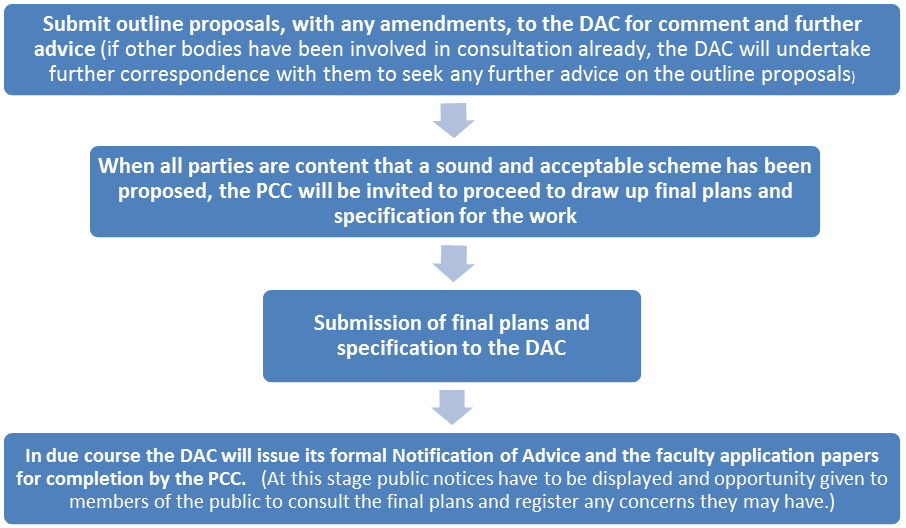 Submit outline proposals, with any amendments, to the DAC for comment and further
advice (if other bodies have been involved in consultation already, the DAC will undertake
further correspondence with them to seek any further advice on the outline proposals)
When all parties are content that a sound and acceptable scheme has been
proposed, the PCC will be invited to proceed to draw up final plans and
specification for the work
Submission of final plans and
specification to the DAC
In due course the DAC will issue its formal Notification of Advice and the faculty application papers
for completion by the PCC. (At this stage public notices have to be displayed and opportunity given to
members of the public to consult the final plans and register any concerns they may have.)